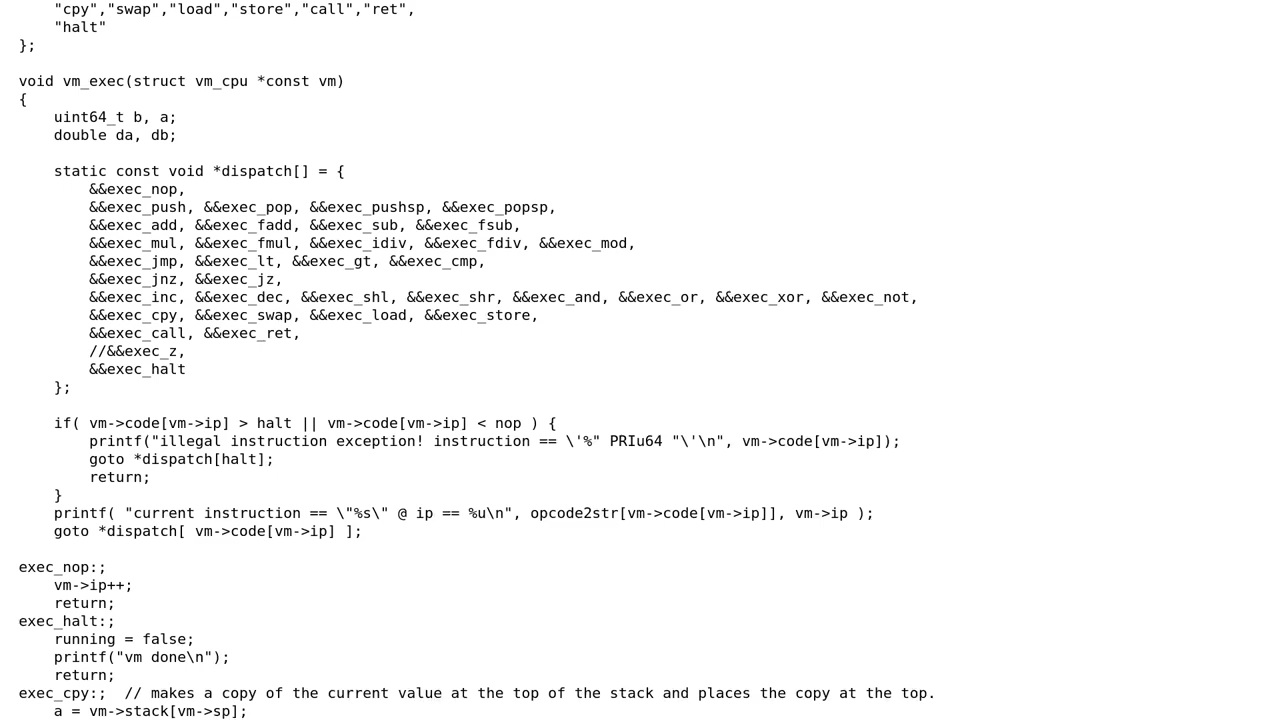 "cpy","swap","load","store","call","ret",
"halt"
};
void vm_exec(struct vm_cpu *const vm)
{
uint64_t b, a;
double da, db;
static const void *dispatch[] = {
&&exec_nop,
&&exec_push, &&exec_pop, &&exec_pushsp, &&exec_popsp,
&&exec_add, &&exec_fadd, &&exec_sub, &&exec_fsub,
&&exec_mul, &&exec_fmul, &&exec_idiv, &&exec_fdiv, &&exec_mod,
&&exec_jmp, &&exec_lt, &&exec_gt, &&exec_cmp,
&&exec_jnz, &&exec_jz,
&&exec_inc, &&exec_dec, &&exec_shl, &&exec_shr, &&exec_and, &&exec_or, &&exec_xor, &&exec_not,
&&exec_cpy, &&exec_swap, &&exec_load, &&exec_store,
&&exec_call, &&exec_ret,
//&&exec_z,
&&exec_halt
};
if( vm->code[vm->ip] > halt || vm->code[vm->ip] < nop ) {
printf("illegal instruction exception! instruction == \'%" PRIu64 "\'\n", vm->code[vm->ip]);
goto *dispatch[halt];
return;
}
printf( "current instruction == \"%s\" @ ip == %u\n", opcode2str[vm->code[vm->ip]], vm->ip );
goto *dispatch[ vm->code[vm->ip] ];
exec_nop:;
vm->ip++;
return;
exec_halt:;
running = false;
printf("vm done\n");
return;
exec_cpy:;  // makes a copy of the current value at the top of the stack and places the copy at the top.
a = vm->stack[vm->sp];